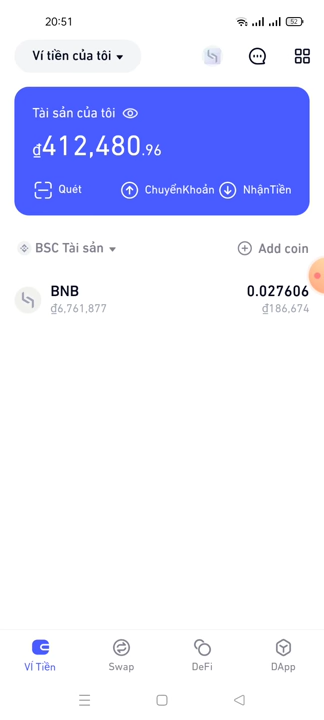 20:51
52
Ví tiền của tôi
Tài sản của tôi
₫412,480.96
Quét
ChuyểnKhoản
NhậnTiền
BSC Tài sản
Add coin
BNB
0.027606
₫6,761,877
₫186,674
Ví Tiền
Swap
DeFi
DApp